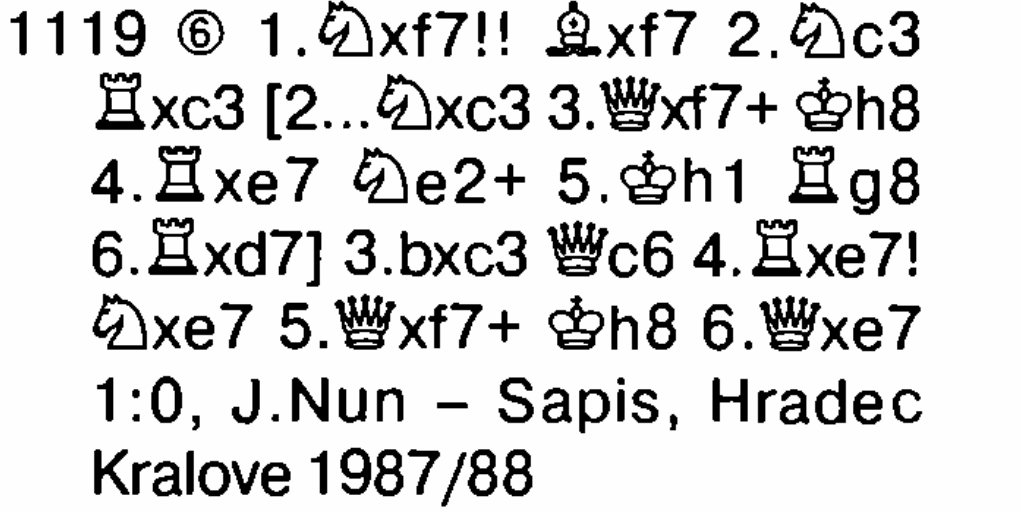 1119 ⑥ 1.♘xf7!! ♗xf7 2.♘c3
♖xc3 [2...♘xc3 3.♕xf7+ ♔h8
4.♖xe7 ♘e2+ 5.♔h1 ♖g8
6.♖xd7] 3.bxc3 ♕c6 4.♖xe7!
♘xe7 5.♕xf7+ ♔h8 6.♕xe7
1:0, J.Nun – Sapis, Hradec
Kralove 1987/88